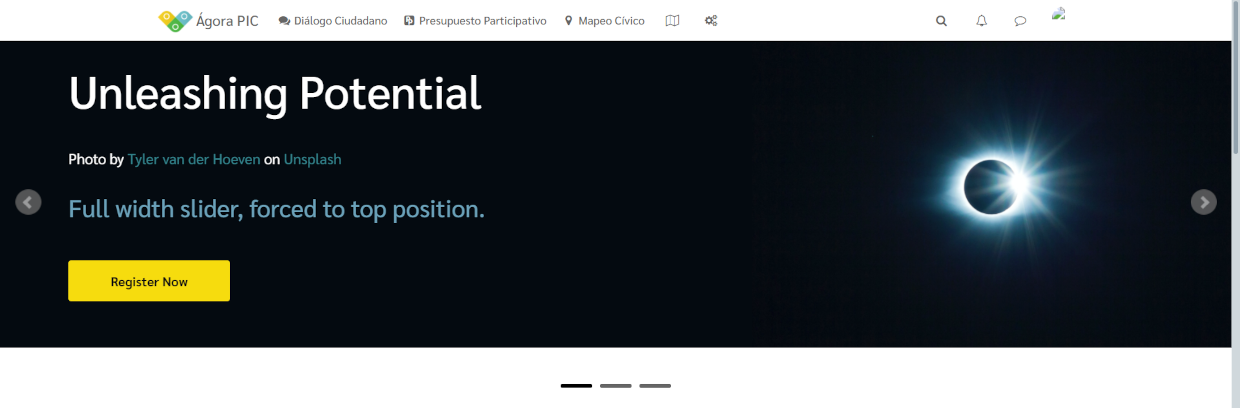 Ágora PIC Diálogo Ciudadano Presupuesto Participativo Mapeo Cívico
Unleashing Potential
Photo by Tyler van der Hoeven on Unsplash
Full width slider, forced to top position.
Register Now